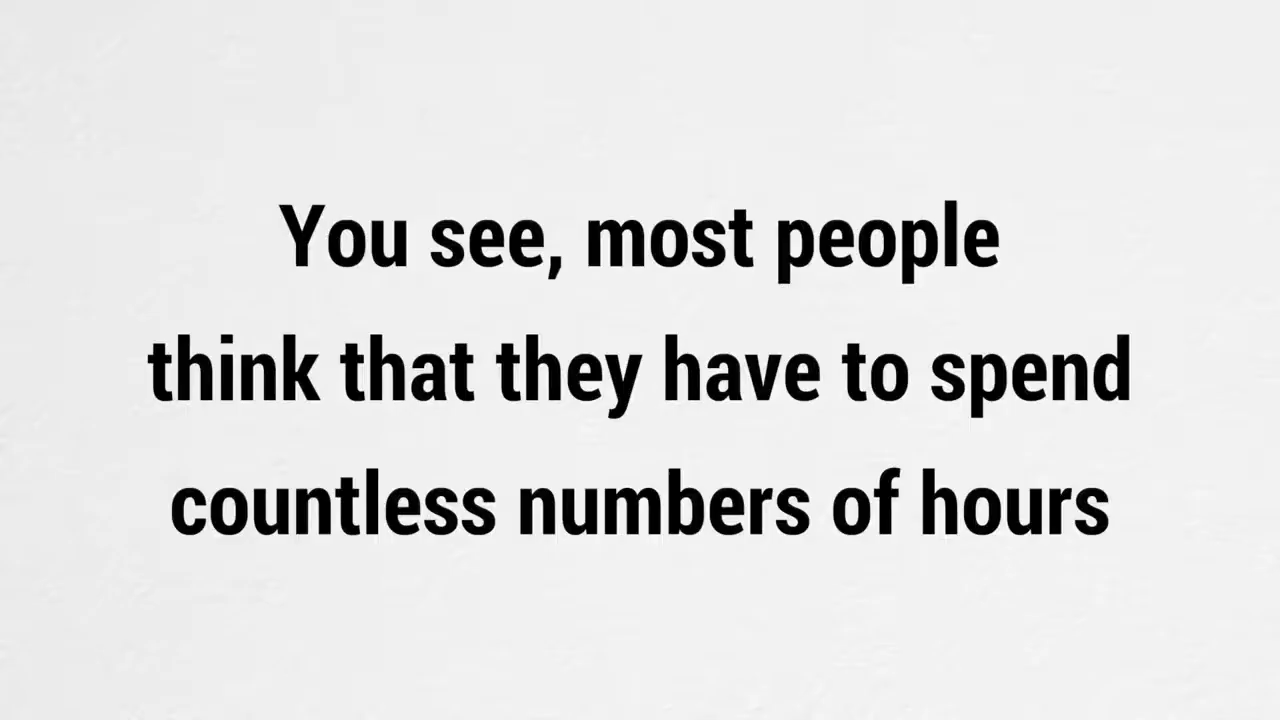 You see, most people
think that they have to spend
countless numbers of hours